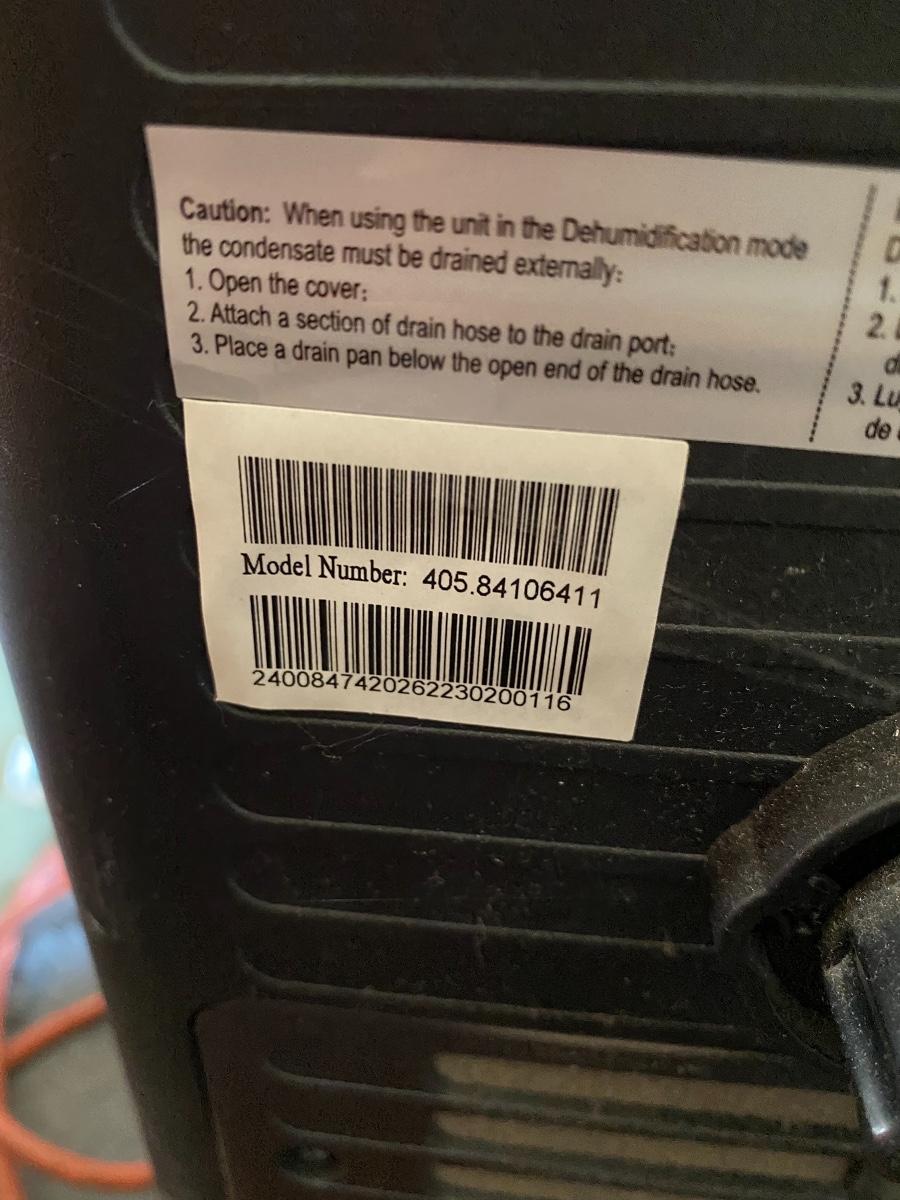 Caution: When using the unit in the Dehumidification mode
the condensate must be drained externally:
1. Open the cover;
2. Attach a section of drain hose to the drain port;
3. Place a drain pan below the open end of the drain hose.
1.
2.
3. Lu
de
Model Number: 405.84106411
2400847420262230200116